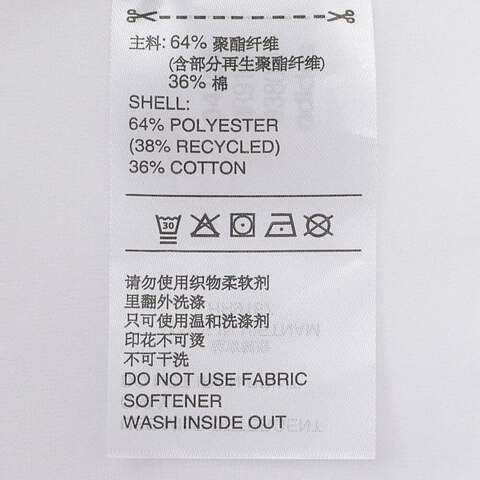 主料: 64% 聚酯纤维
(含部分再生聚酯纤维)
36% 棉
SHELL:
64% POLYESTER
(38% RECYCLED)
36% COTTON
30
请勿使用织物柔软剂
里翻外洗涤
只可使用温和洗涤剂
印花不可烫
不可干洗
DO NOT USE FABRIC
SOFTENER
WASH INSIDE OUT